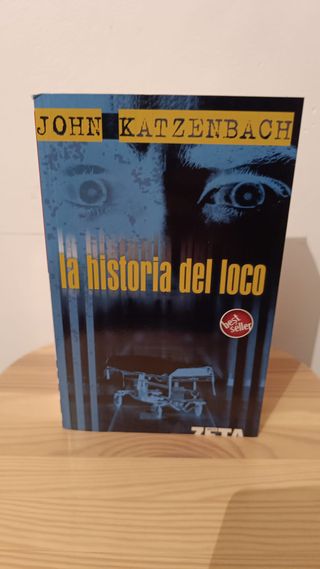 JOHN KATZENBACH
la historia del loco
best
seller
ZETA